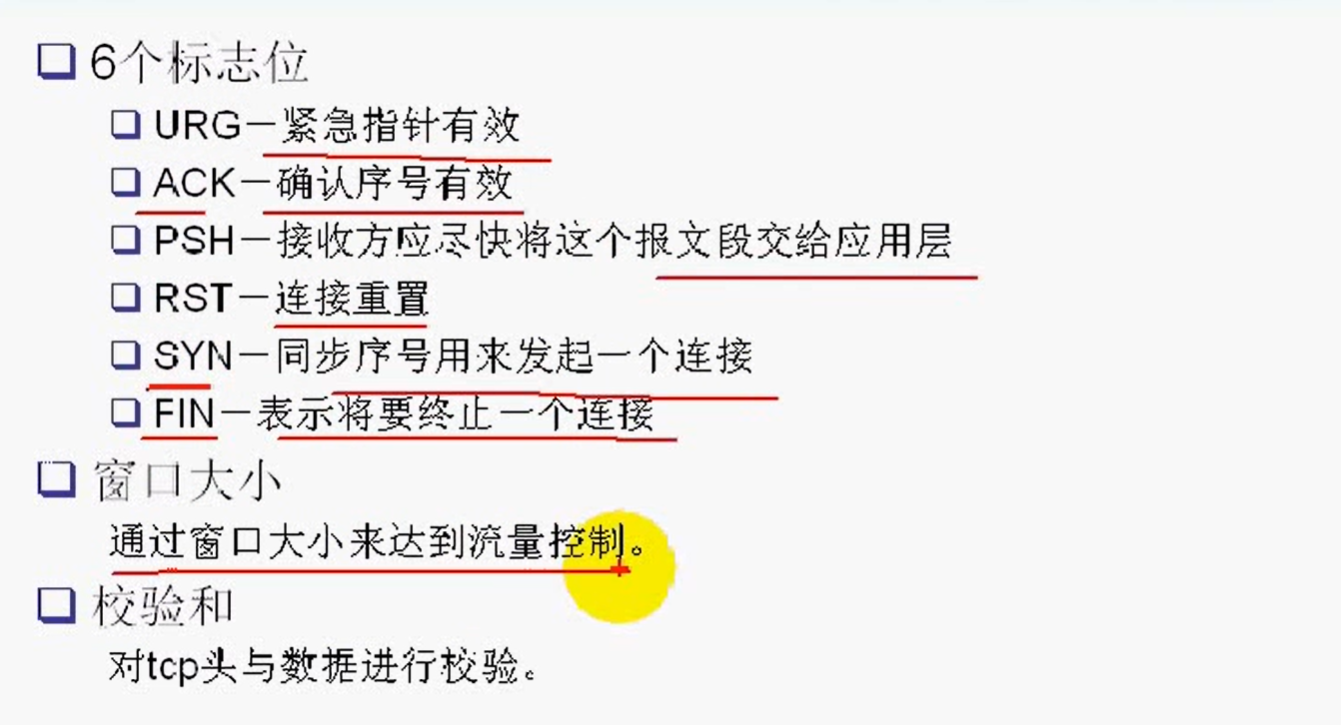 6个标志位
URG－紧急指针有效
ACK－确认序号有效
PSH－接收方应尽快将这个报文段交给应用层
RST－连接重置
SYN－同步序号用来发起一个连接
FIN－表示将要终止一个连接
窗口大小
通过窗口大小来达到流量控制。
校验和
对tcp头与数据进行校验。